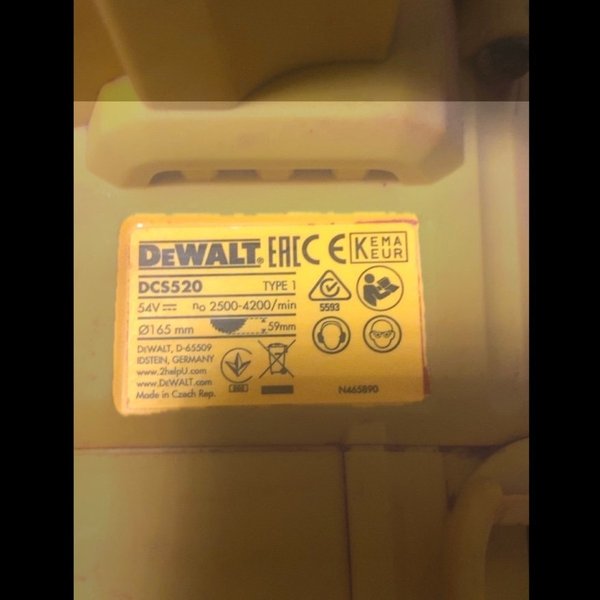 DEWALT® EAC CE KEMA KEUR
DCS520 TYPE 1
54V n₀ 2500-4200/min
Ø165 mm 59mm
5593
DEWALT, D-65509
IDSTEIN, GERMANY
www.2helpU.com
www.DEWALT.com
Made in Czech Rep.
N465890